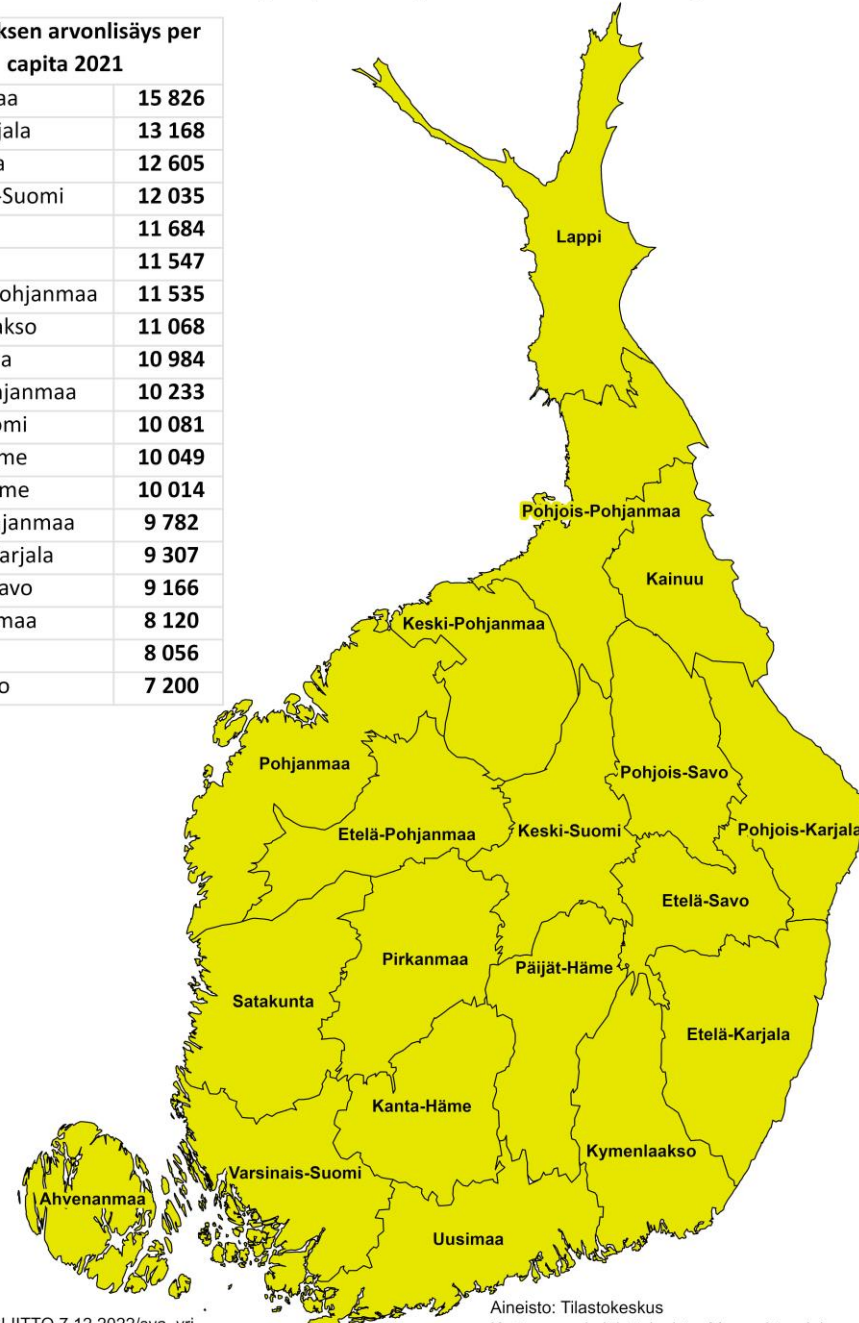 ksen arvonlisäys per
capita 2021
aa 15 826
jala 13 168
a 12 605
-Suomi 12 035
11 684
11 547
ohjanmaa 11 535
akso 11 068
a 10 984
janmaa 10 233
omi 10 081
me 10 049
me 10 014
janmaa 9 782
arjala 9 307
avo 9 166
maa 8 120
8 056
o 7 200
Lappi
Pohjois-Pohjanmaa
Kainuu
Keski-Pohjanmaa
Pohjanmaa
Pohjois-Savo
Etelä-Pohjanmaa
Keski-Suomi
Pohjois-Karjala
Etelä-Savo
Pirkanmaa
Päijät-Häme
Satakunta
Etelä-Karjala
Kanta-Häme
Kymenlaakso
Varsinais-Suomi
Ahvenanmaa
Uusimaa
Aineisto: Tilastokeskus